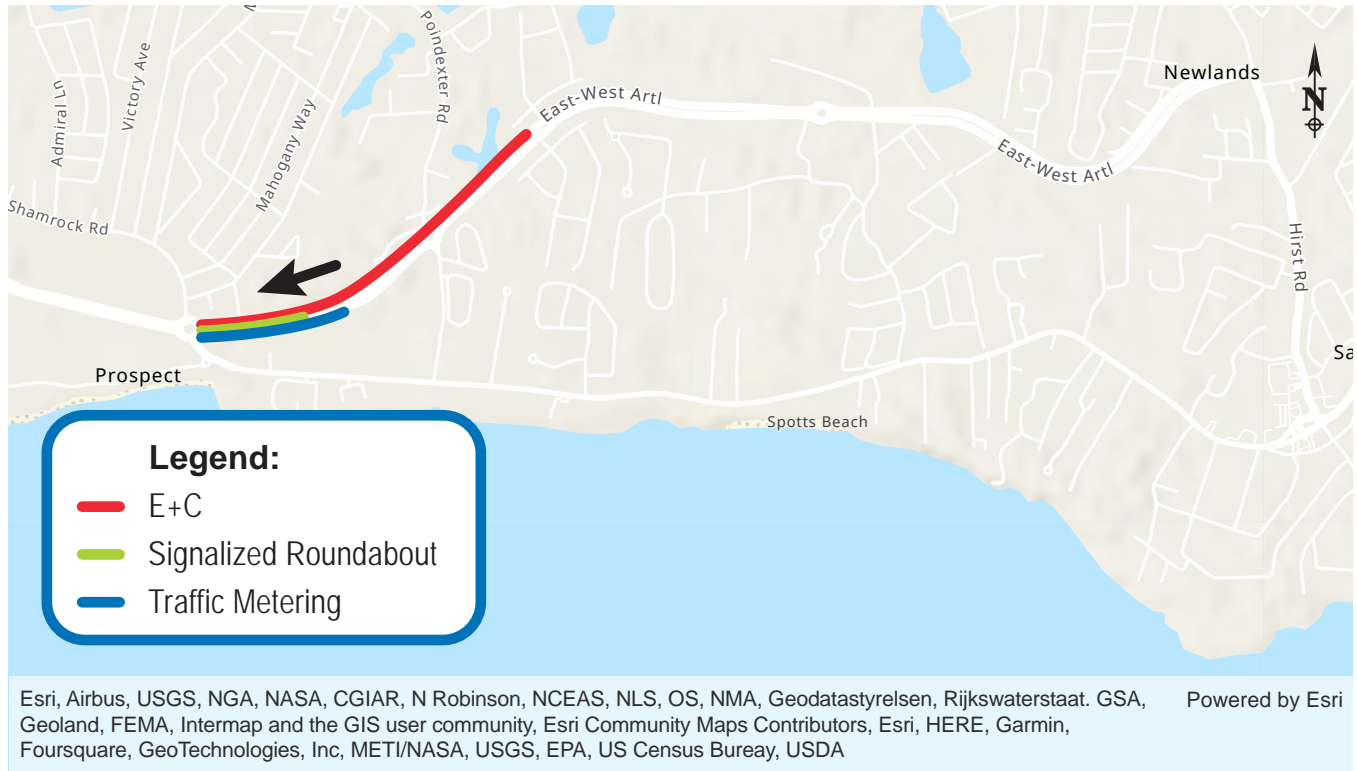 Poindexter Rd
Victory Ave
Admiral Ln
Mahogany Way
East-West Artl
Newlands
N
East-West Artl
Shamrock Rd
Hirst Rd
Sa
Prospect
Spotts Beach
Legend:
E+C
Signalized Roundabout
Traffic Metering
Esri, Airbus, USGS, NGA, NASA, CGIAR, N Robinson, NCEAS, NLS, OS, NMA, Geodatastyrelsen, Rijkswaterstaat. GSA,
Geoland, FEMA, Intermap and the GIS user community, Esri Community Maps Contributors, Esri, HERE, Garmin,
Foursquare, GeoTechnologies, Inc, METI/NASA, USGS, EPA, US Census Bureay, USDA
Powered by Esri